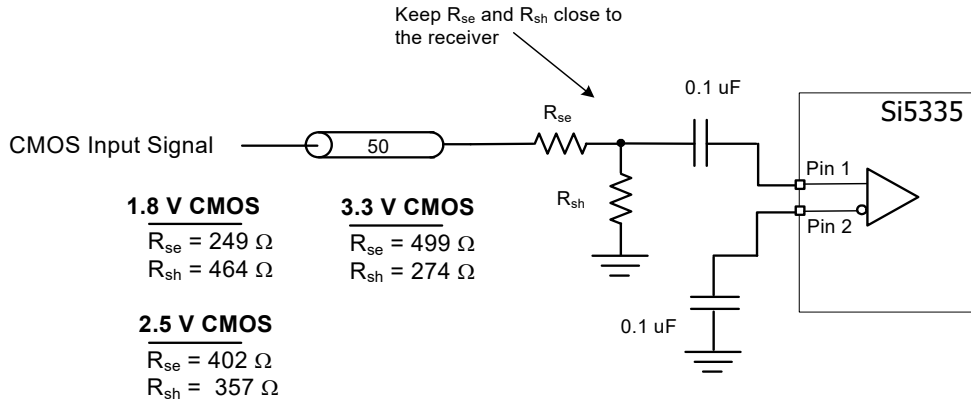 Keep Rse and Rsh close to
the receiver
0.1 uF
Si5335
Rse
CMOS Input Signal
50
Pin 1
Rsh
Pin 2
1.8 V CMOS
Rse = 249 Ω
Rsh = 464 Ω
3.3 V CMOS
Rse = 499 Ω
Rsh = 274 Ω
0.1 uF
2.5 V CMOS
Rse = 402 Ω
Rsh = 357 Ω